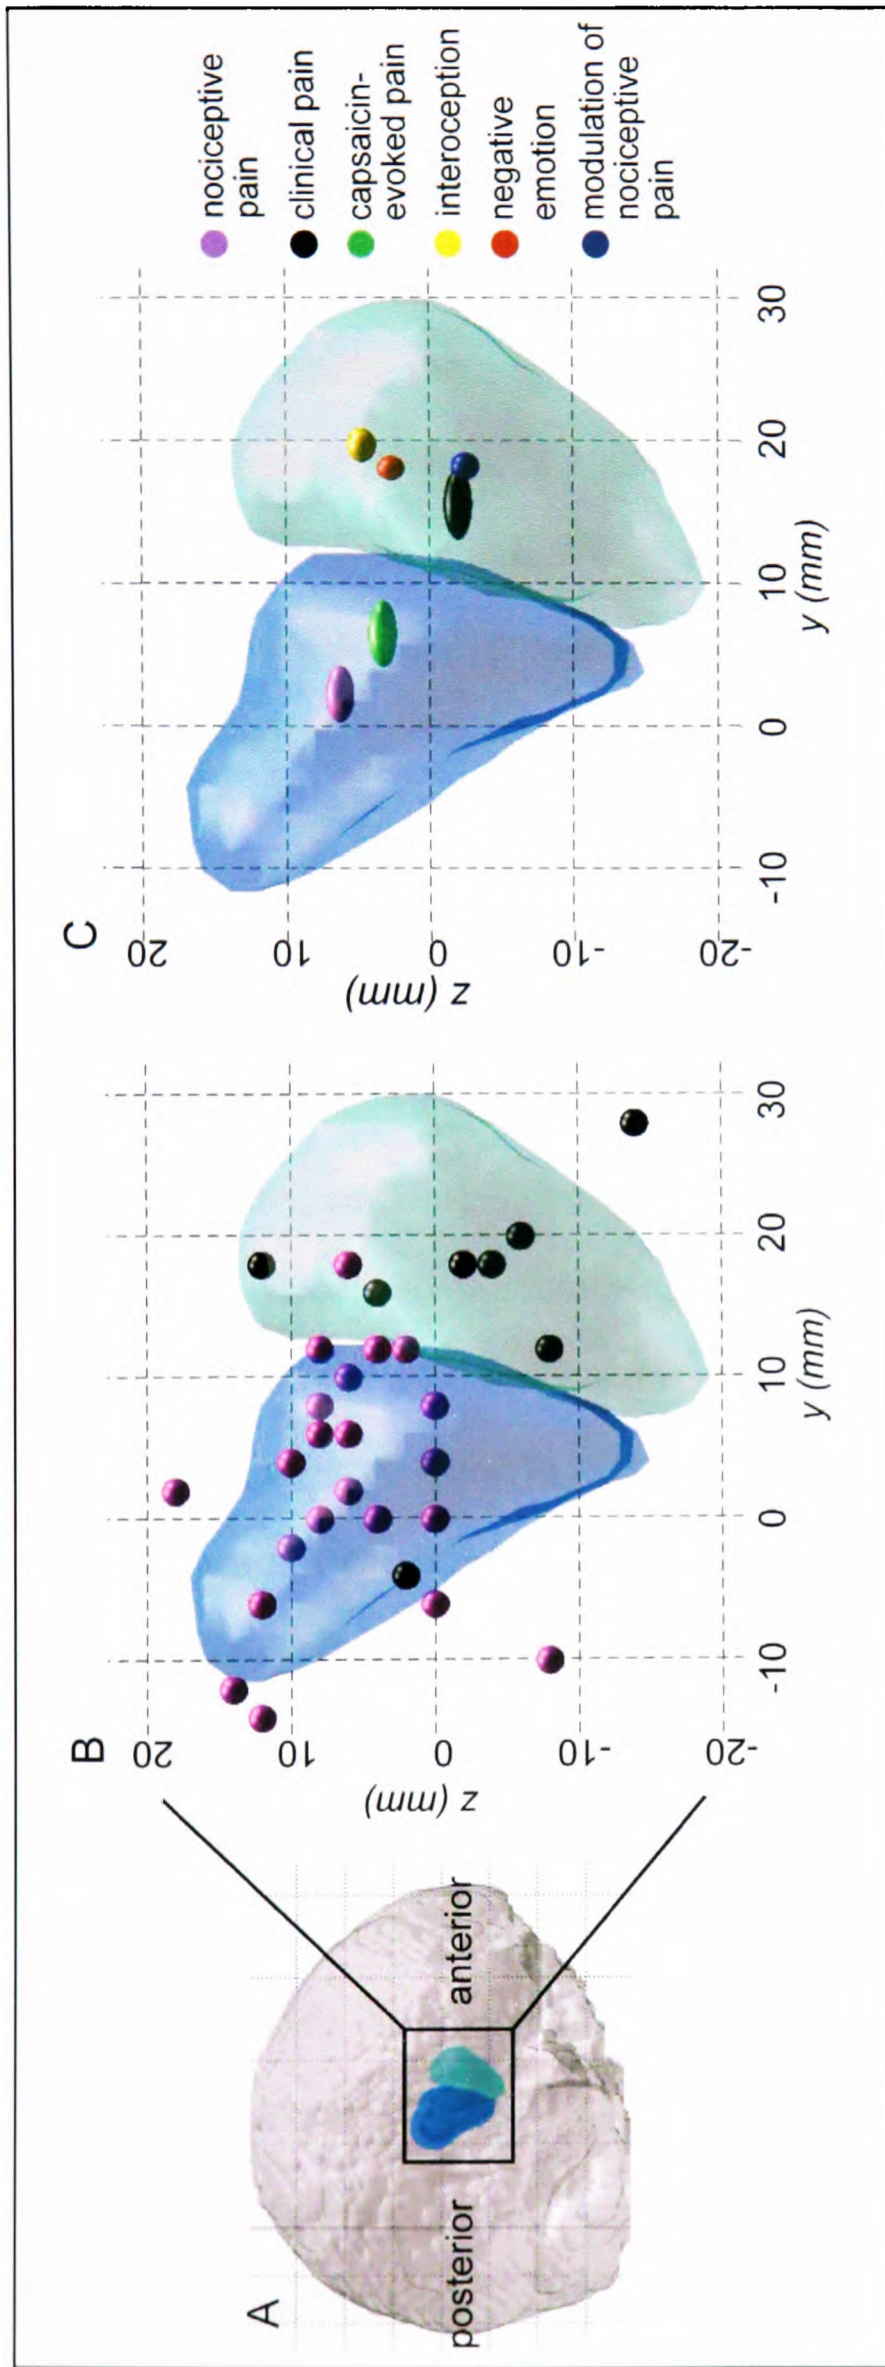 A
posterior
anterior
B
20
10
0
-10
-20
z (mm)
-10
0
10
20
30
y (mm)
C
20
10
0
-10
-20
z (mm)
-10
0
10
20
30
y (mm)
nociceptive
pain
clinical pain
capsaicin-
evoked pain
interoception
negative
emotion
modulation of
nociceptive
pain